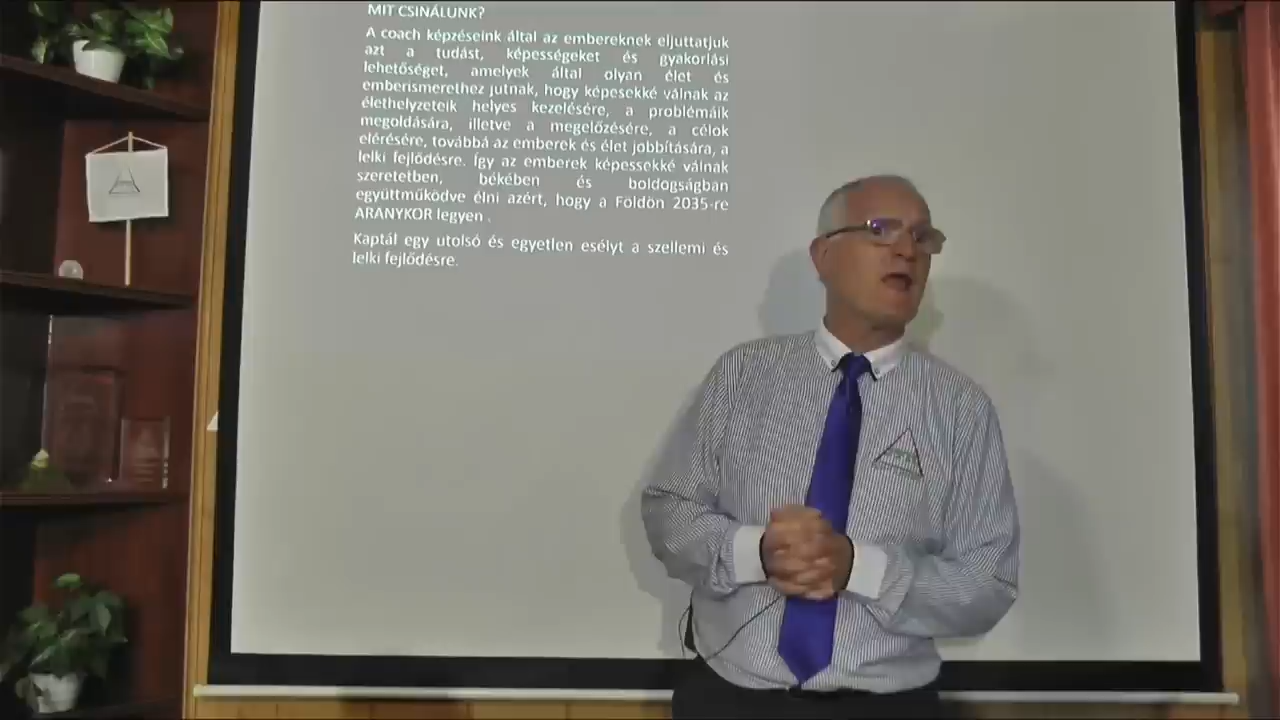 MIT CSINÁLUNK?
A coach képzéseink által az embereknek eljuttatjuk
azt a tudást, képességeket és gyakorlási
lehetőséget, amelyek által olyan élet és
emberismerethez jutnak, hogy képesekké válnak az
élethelyzeteik helyes kezelésére, a problémáik
megoldására, illetve a megelőzésére, a célok
elérésére, továbbá az emberek és élet jobbítására, a
lelki fejlődésre. Így az emberek képessekké válnak
szeretetben, békében és boldogságban
együttműködve élni azért, hogy a Földön 2035-re
ARANYKOR legyen .
Kaptál egy utolsó és egyetlen esélyt a szellemi és
lelki fejlődésre.